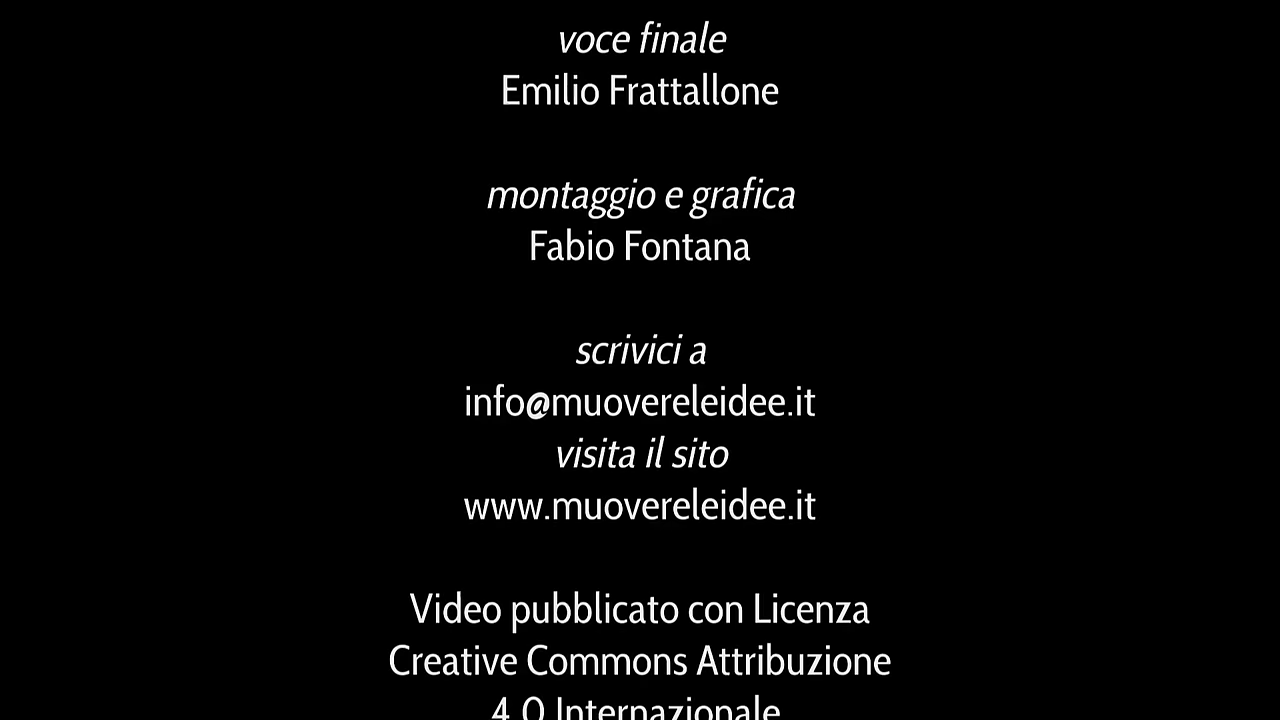 voce finale
Emilio Frattallone
montaggio e grafica
Fabio Fontana
scrivici a
info@muovereleidee.it
visita il sito
www.muovereleidee.it
Video pubblicato con Licenza
Creative Commons Attribuzione
4.0 Internazionale